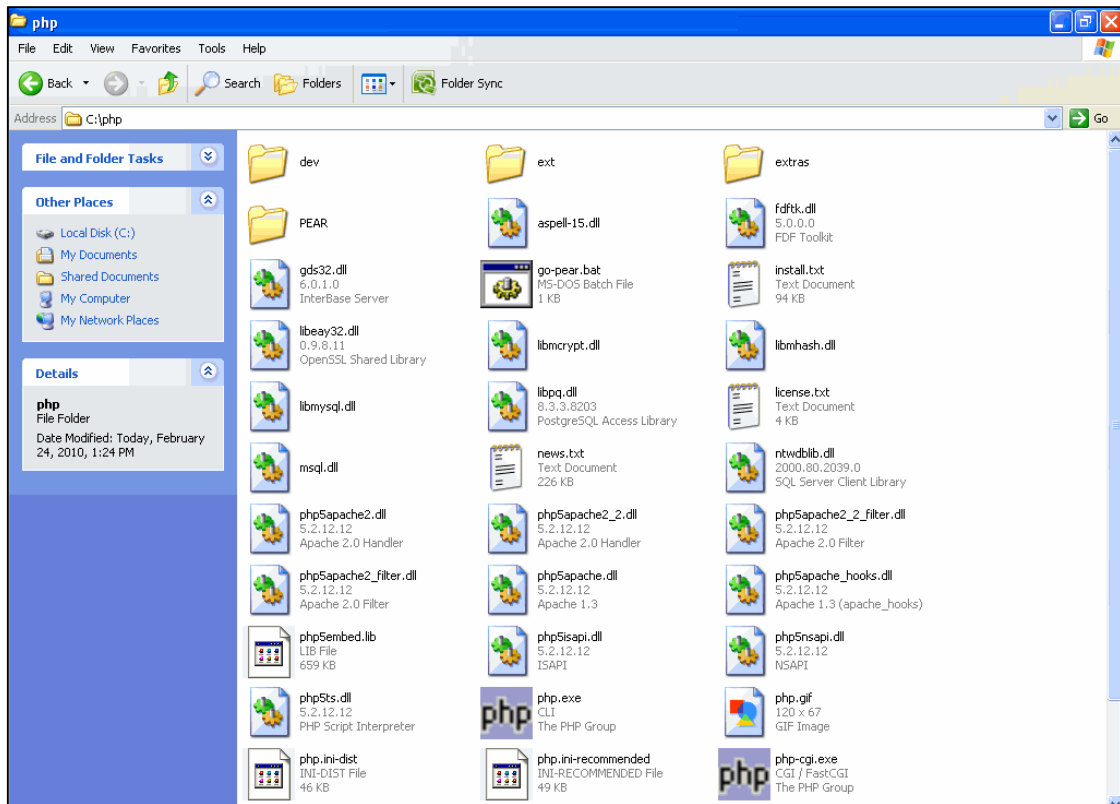 php
File Edit View Favorites Tools Help
Back Search Folders Folder Sync
Address C:\php Go
File and Folder Tasks
Other Places
Local Disk (C:)
My Documents
Shared Documents
My Computer
My Network Places
Details
php
File Folder
Date Modified: Today, February
24, 2010, 1:24 PM
dev
ext
extras
PEAR
aspell-15.dll
fdftk.dll
5.0.0.0
FDF Toolkit
gds32.dll
6.0.1.0
InterBase Server
go-pear.bat
MS-DOS Batch File
1 KB
install.txt
Text Document
94 KB
libeay32.dll
0.9.8.11
OpenSSL Shared Library
libmcrypt.dll
libmhash.dll
libmysql.dll
libpq.dll
8.3.3.8203
PostgreSQL Access Library
license.txt
Text Document
4 KB
msql.dll
news.txt
Text Document
226 KB
ntwdblib.dll
2000.80.2039.0
SQL Server Client Library
php5apache2.dll
5.2.12.12
Apache 2.0 Handler
php5apache2_2.dll
5.2.12.12
Apache 2.0 Handler
php5apache2_2_filter.dll
5.2.12.12
Apache 2.0 Filter
php5apache2_filter.dll
5.2.12.12
Apache 2.0 Filter
php5apache.dll
5.2.12.12
Apache 1.3
php5apache_hooks.dll
5.2.12.12
Apache 1.3 (apache_hooks)
php5embed.lib
LIB File
659 KB
php5isapi.dll
5.2.12.12
ISAPI
php5nsapi.dll
5.2.12.12
NSAPI
php5ts.dll
5.2.12.12
PHP Script Interpreter
php
php.exe
CLI
The PHP Group
php.gif
120 x 67
GIF Image
php.ini-dist
INI-DIST File
46 KB
php.ini-recommended
INI-RECOMMENDED File
49 KB
php
php-cgi.exe
CGI / FastCGI
The PHP Group